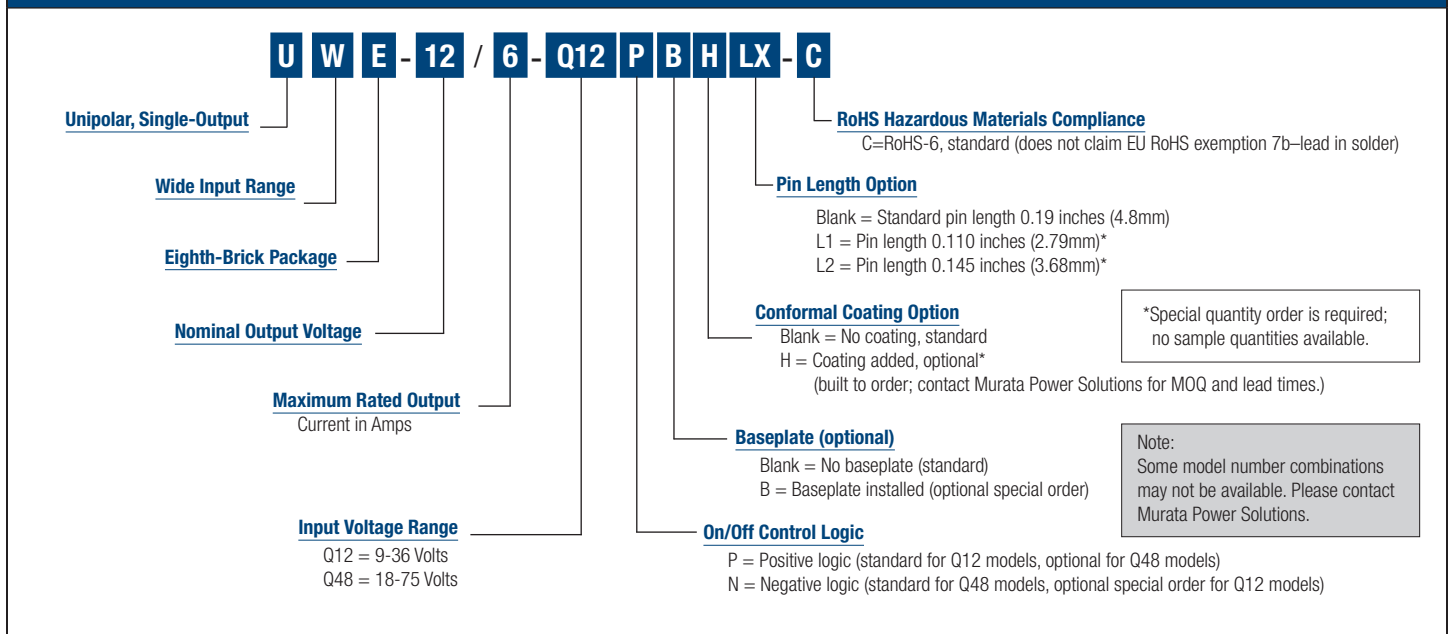 U W E - 12 / 6 - Q12 P B H LX - C
Unipolar, Single-Output
Wide Input Range
Eighth-Brick Package
Nominal Output Voltage
Maximum Rated Output
Current in Amps
Input Voltage Range
Q12 = 9-36 Volts
Q48 = 18-75 Volts
RoHS Hazardous Materials Compliance
C=RoHS-6, standard (does not claim EU RoHS exemption 7b–lead in solder)
Pin Length Option
Blank = Standard pin length 0.19 inches (4.8mm)
L1 = Pin length 0.110 inches (2.79mm)*
L2 = Pin length 0.145 inches (3.68mm)*
Conformal Coating Option
Blank = No coating, standard
H = Coating added, optional*
(built to order; contact Murata Power Solutions for MOQ and lead times.)
*Special quantity order is required;
no sample quantities available.
Baseplate (optional)
Blank = No baseplate (standard)
B = Baseplate installed (optional special order)
Note:
Some model number combinations
may not be available. Please contact
Murata Power Solutions.
On/Off Control Logic
P = Positive logic (standard for Q12 models, optional for Q48 models)
N = Negative logic (standard for Q48 models, optional special order for Q12 models)